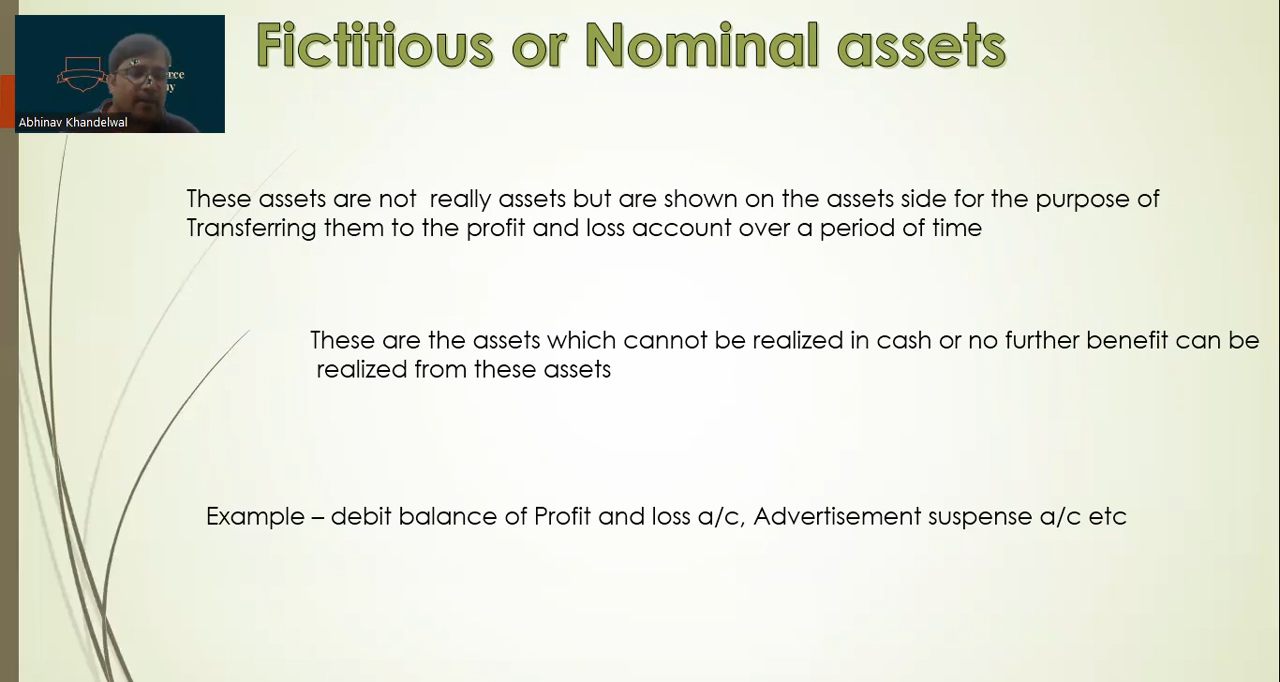 Fictitious or Nominal assets
Abhinav Khandelwal
These assets are not really assets but are shown on the assets side for the purpose of
Transferring them to the profit and loss account over a period of time
These are the assets which cannot be realized in cash or no further benefit can be
realized from these assets
Example – debit balance of Profit and loss a/c, Advertisement suspense a/c etc